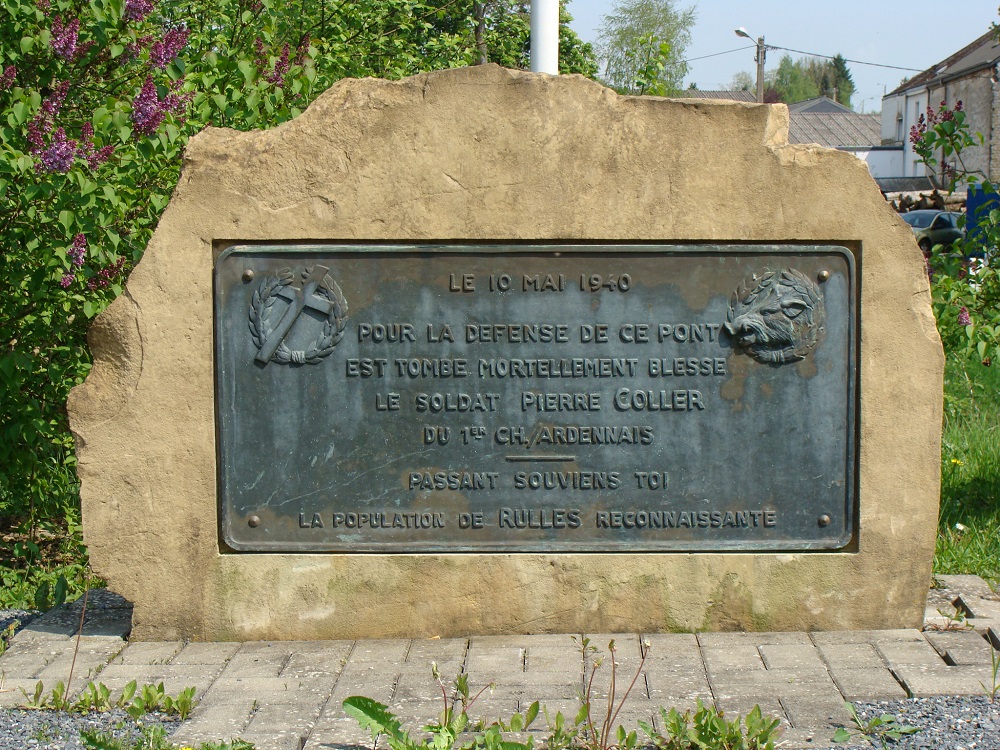 LE 10 MAI 1940
POUR LA DEFENSE DE CE PONT
EST TOMBE MORTELLEMENT BLESSE
LE SOLDAT PIERRE COLLER
DU 1ER CH. ARDENNAIS
PASSANT SOUVIENS TOI
LA POPULATION DE RULLES RECONNAISSANTE